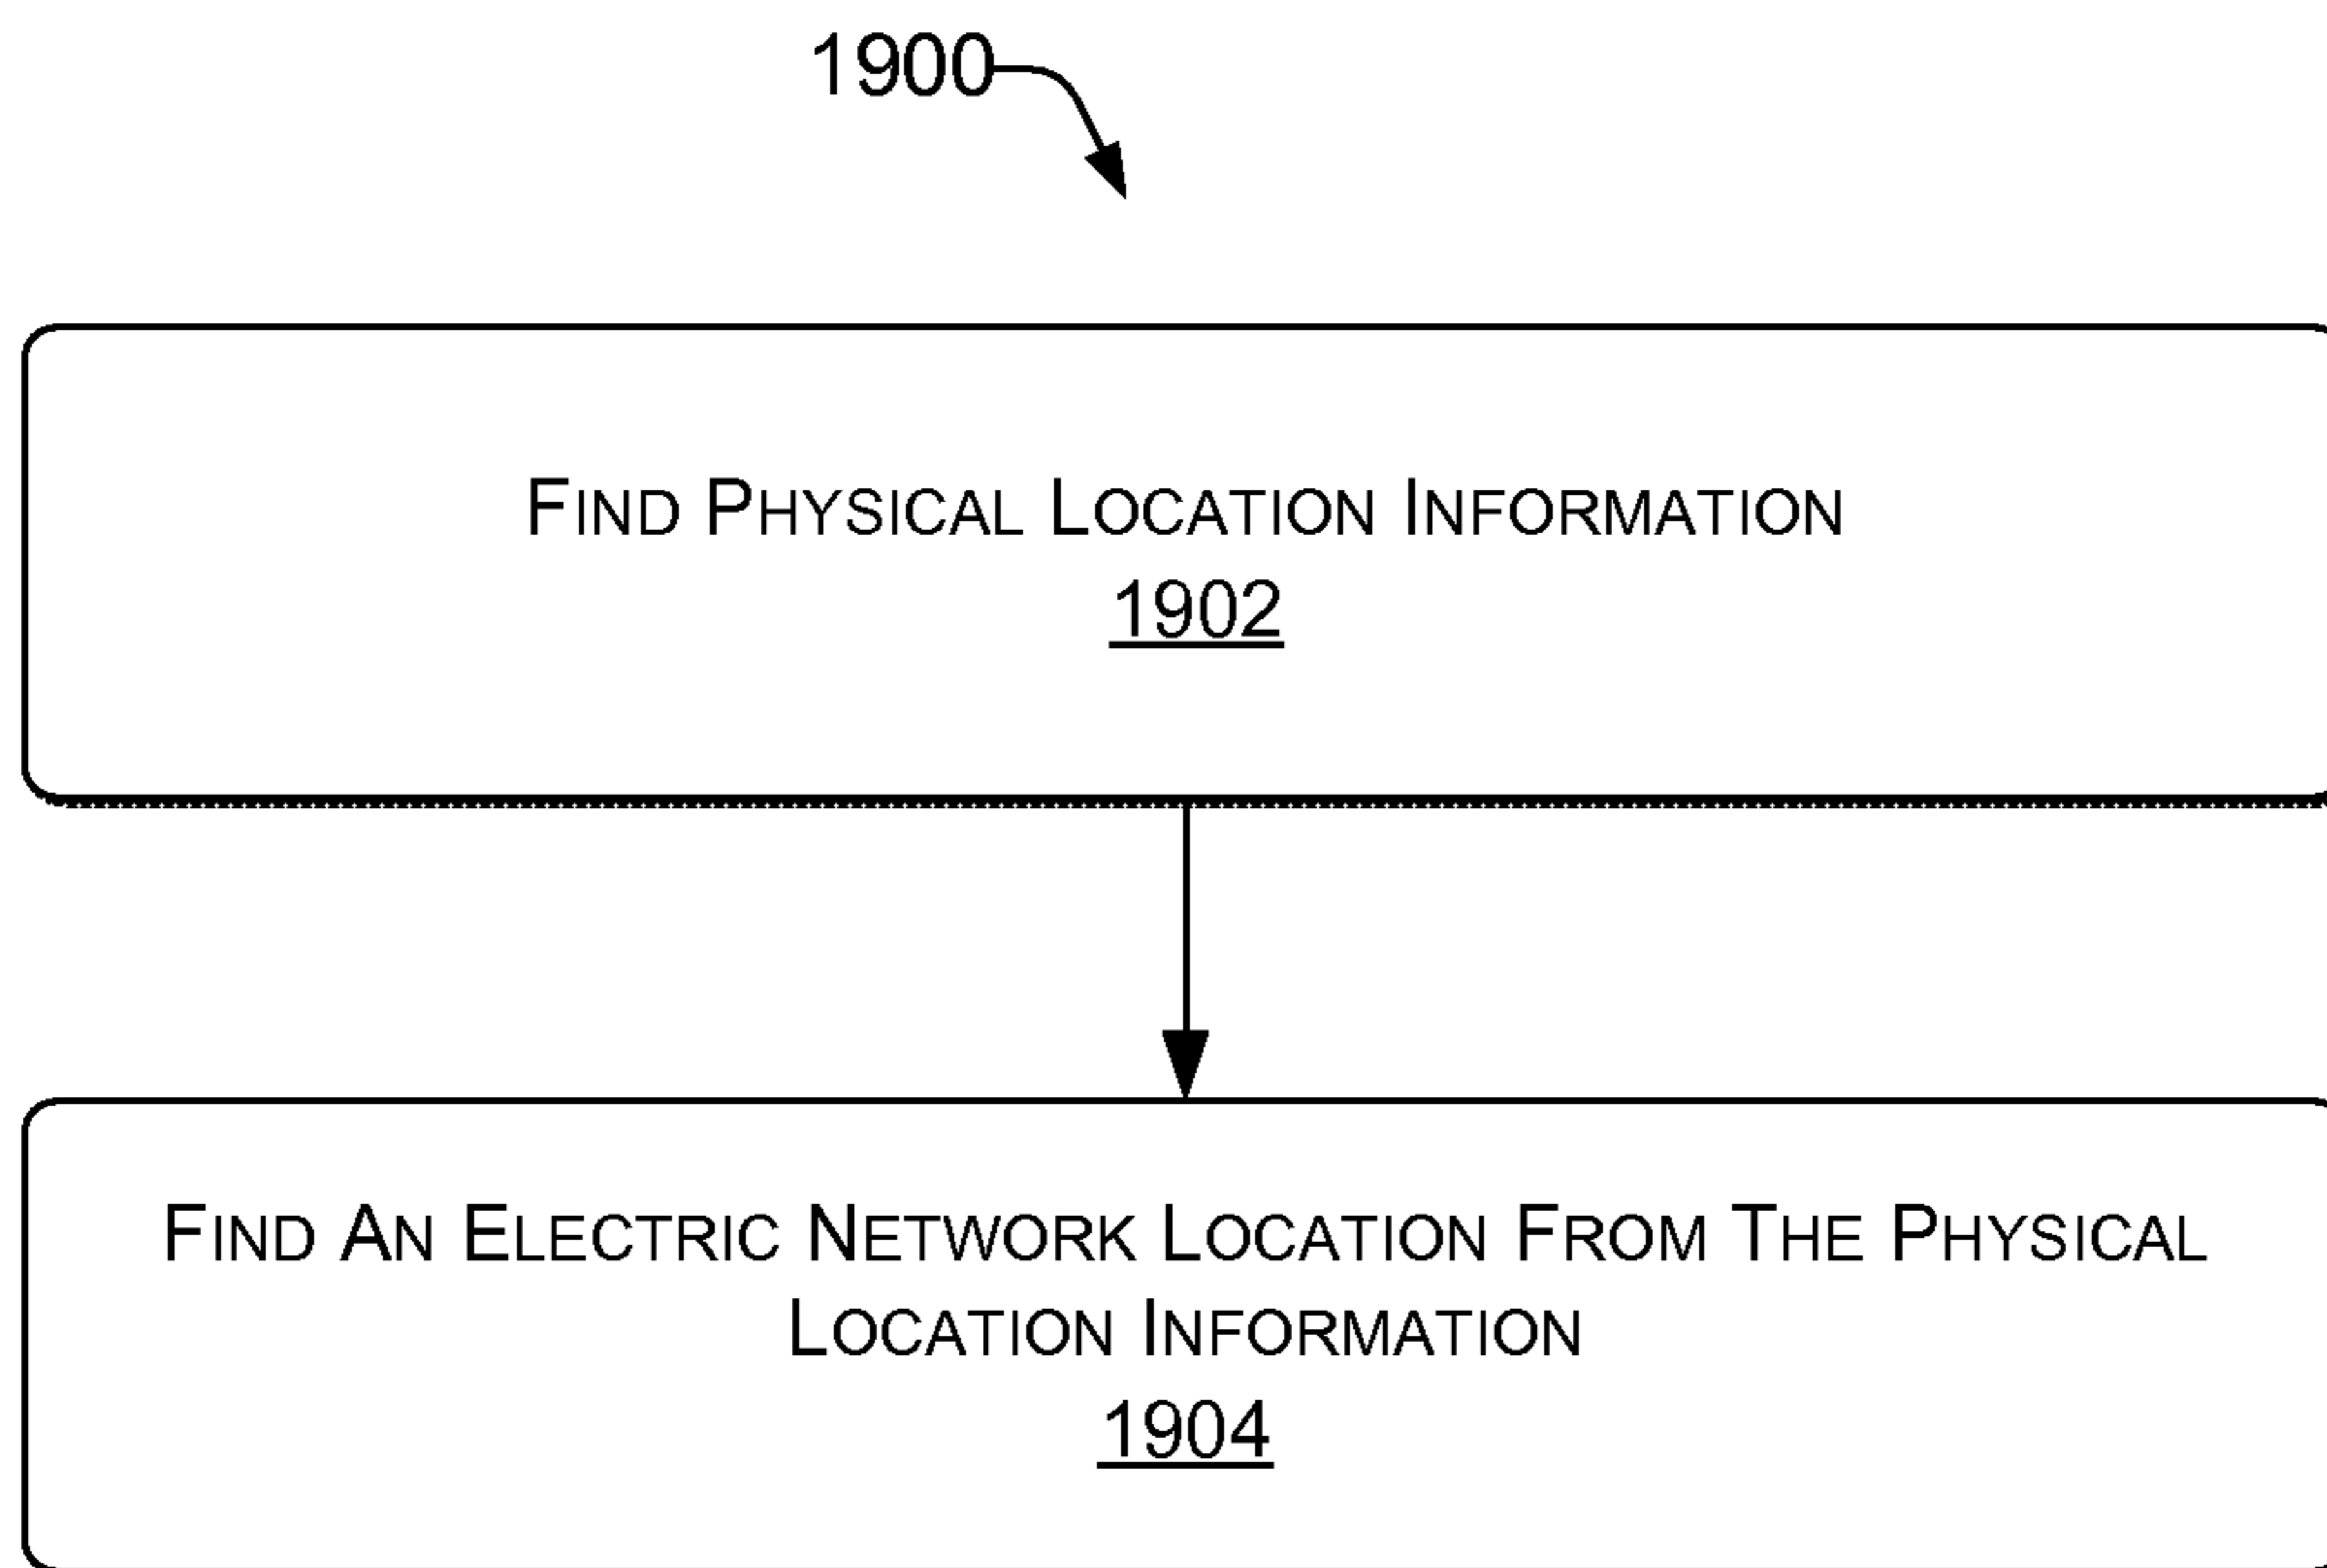 1900
FIND PHYSICAL LOCATION INFORMATION
1902
FIND AN ELECTRIC NETWORK LOCATION FROM THE PHYSICAL
LOCATION INFORMATION
1904